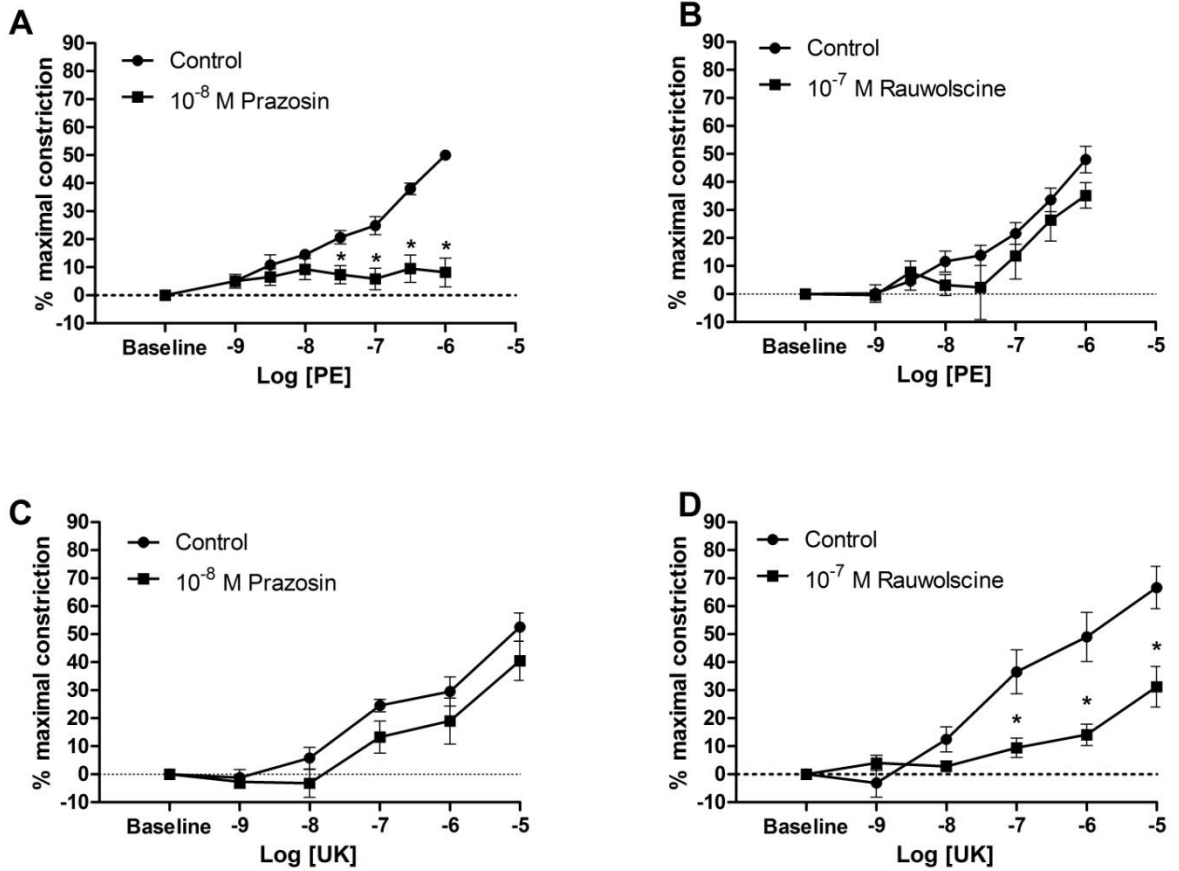 A
Control
10⁻⁸ M Prazosin
% maximal constriction
90
80
70
60
50
40
30
20
10
0
-10
* * * *
Baseline -9 -8 -7 -6 -5
Log [PE]
B
Control
10⁻⁷ M Rauwolscine
% maximal constriction
90
80
70
60
50
40
30
20
10
0
-10
Baseline -9 -8 -7 -6 -5
Log [PE]
C
Control
10⁻⁸ M Prazosin
% maximal constriction
90
80
70
60
50
40
30
20
10
0
-10
Baseline -9 -8 -7 -6 -5
Log [UK]
D
Control
10⁻⁷ M Rauwolscine
% maximal constriction
90
80
70
60
50
40
30
20
10
0
-10
* * *
Baseline -9 -8 -7 -6 -5
Log [UK]